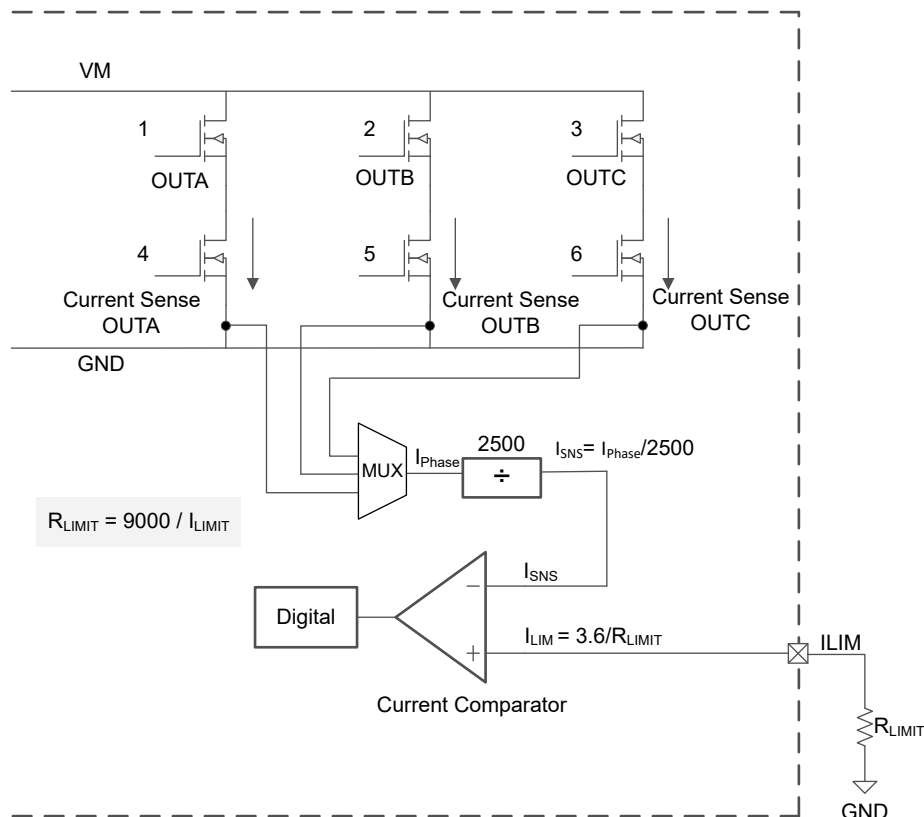 VM
1
2
3
OUTA
OUTB
OUTC
4
5
6
Current Sense
OUTA
Current Sense
OUTB
Current Sense
OUTC
GND
MUX
I_Phase
2500
÷
I_SNS= I_Phase/2500
R_LIMIT = 9000 / I_LIMIT
Digital
−
I_SNS
+
I_LIM = 3.6/R_LIMIT
ILIM
Current Comparator
R_LIMIT
GND